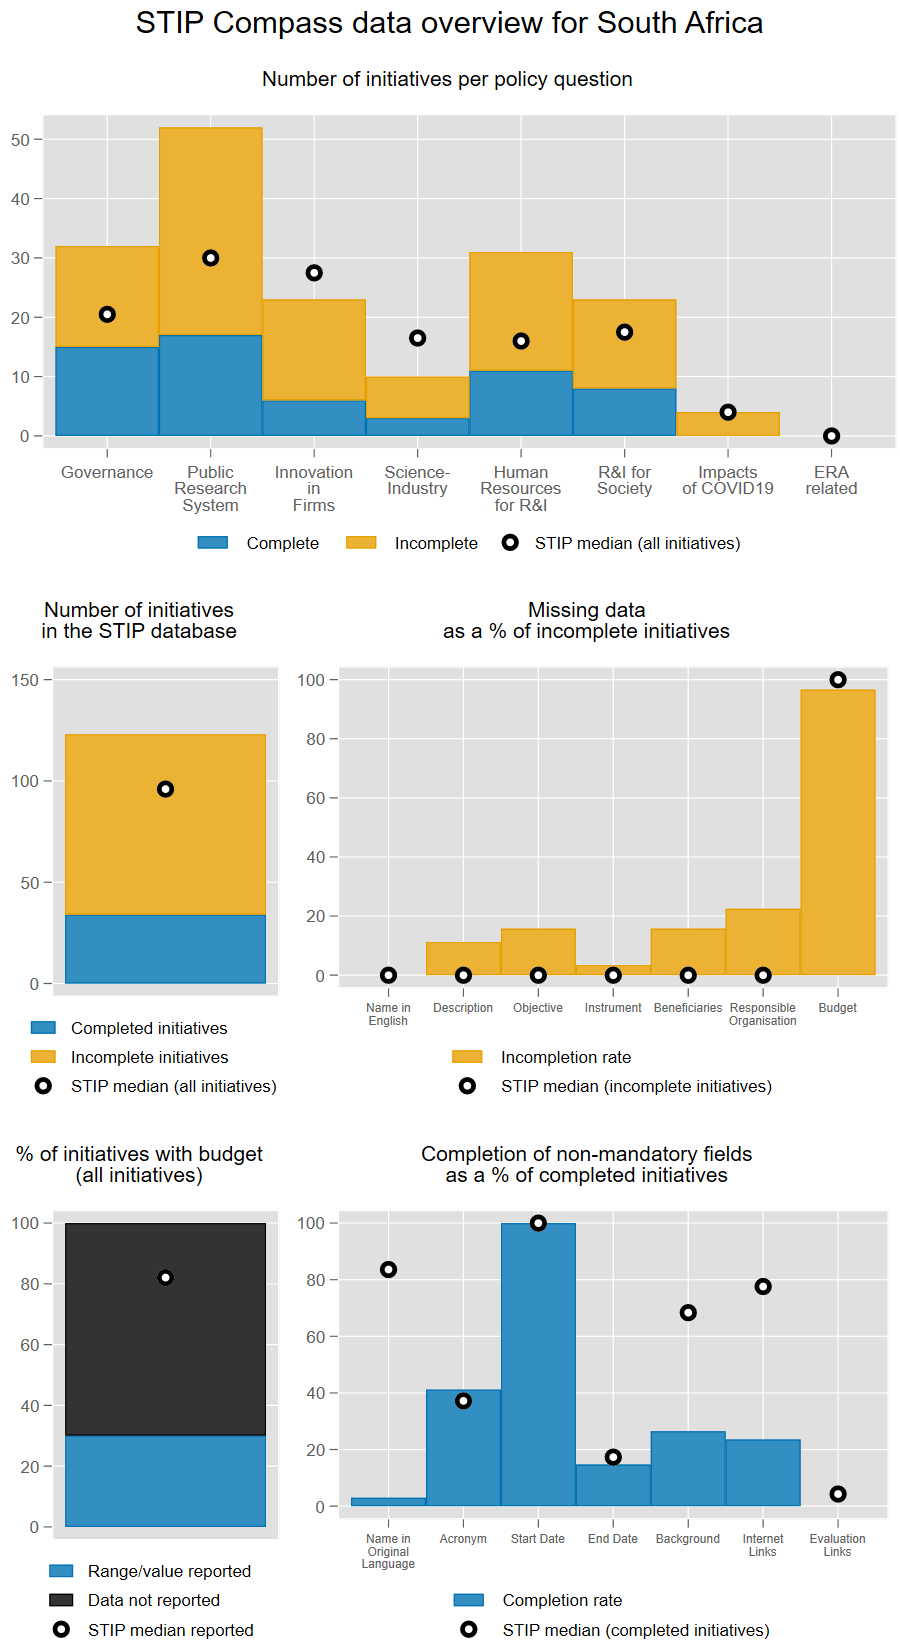 STIP Compass data overview for South Africa
Number of initiatives per policy question
50
40
30
20
10
0
Governance
Public
Research
System
Innovation
in
Firms
Science-
Industry
Human
Resources
for R&I
R&I for
Society
Impacts
of COVID19
ERA
related
Complete
Incomplete
STIP median (all initiatives)
Number of initiatives
in the STIP database
150
100
50
0
Completed initiatives
Incomplete initiatives
STIP median (all initiatives)
Missing data
as a % of incomplete initiatives
100
80
60
40
20
0
Name in
English
Description
Objective
Instrument
Beneficiaries
Responsible
Organisation
Budget
Incompletion rate
STIP median (incomplete initiatives)
% of initiatives with budget
(all initiatives)
100
80
60
40
20
0
Range/value reported
Data not reported
STIP median reported
Completion of non-mandatory fields
as a % of completed initiatives
100
80
60
40
20
0
Name in
Original
Language
Acronym
Start Date
End Date
Background
Internet
Links
Evaluation
Links
Completion rate
STIP median (completed initiatives)